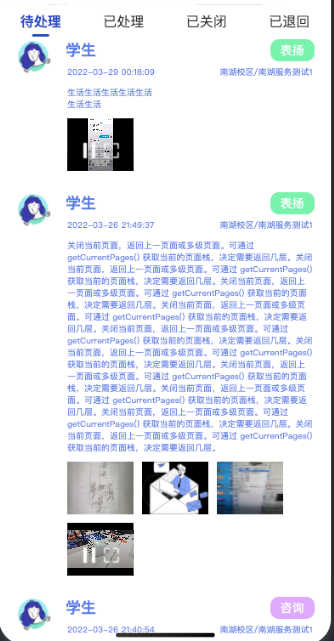 待处理 已处理 已关闭 已退回
学生 表扬
2022-03-29 00:18:09 南湖校区/南湖服务测试1
生活生活生活生活生活
生活生活
学生 表扬
2022-03-26 21:49:37 南湖校区/南湖服务测试1
关闭当前页面，返回上一页面或多级页面。可通过
getCurrentPages() 获取当前的页面栈，决定需要返回几层。关闭
当前页面，返回上一页面或多级页面。可通过 getCurrentPages()
获取当前的页面栈，决定需要返回几层。关闭当前页面，返回上
一页面或多级页面。可通过 getCurrentPages() 获取当前的页面
栈，决定需要返回几层。关闭当前页面，返回上一页面或多级页
面。可通过 getCurrentPages() 获取当前的页面栈，决定需要返
回几层。关闭当前页面，返回上一页面或多级页面。可通过
getCurrentPages() 获取当前的页面栈，决定需要返回几层。关闭
当前页面，返回上一页面或多级页面。可通过 getCurrentPages()
获取当前的页面栈，决定需要返回几层。关闭当前页面，返回上
一页面或多级页面。可通过 getCurrentPages() 获取当前的页面
栈，决定需要返回几层。关闭当前页面，返回上一页面或多级页
面。可通过 getCurrentPages() 获取当前的页面栈，决定需要返
回几层。关闭当前页面，返回上一页面或多级页面。可通过
getCurrentPages() 获取当前的页面栈，决定需要返回几层。关闭
当前页面，返回上一页面或多级页面。可通过 getCurrentPages()
获取当前的页面栈，决定需要返回几层。
学生 咨询
2022-03-26 21:40:54 南湖校区/南湖服务测试1